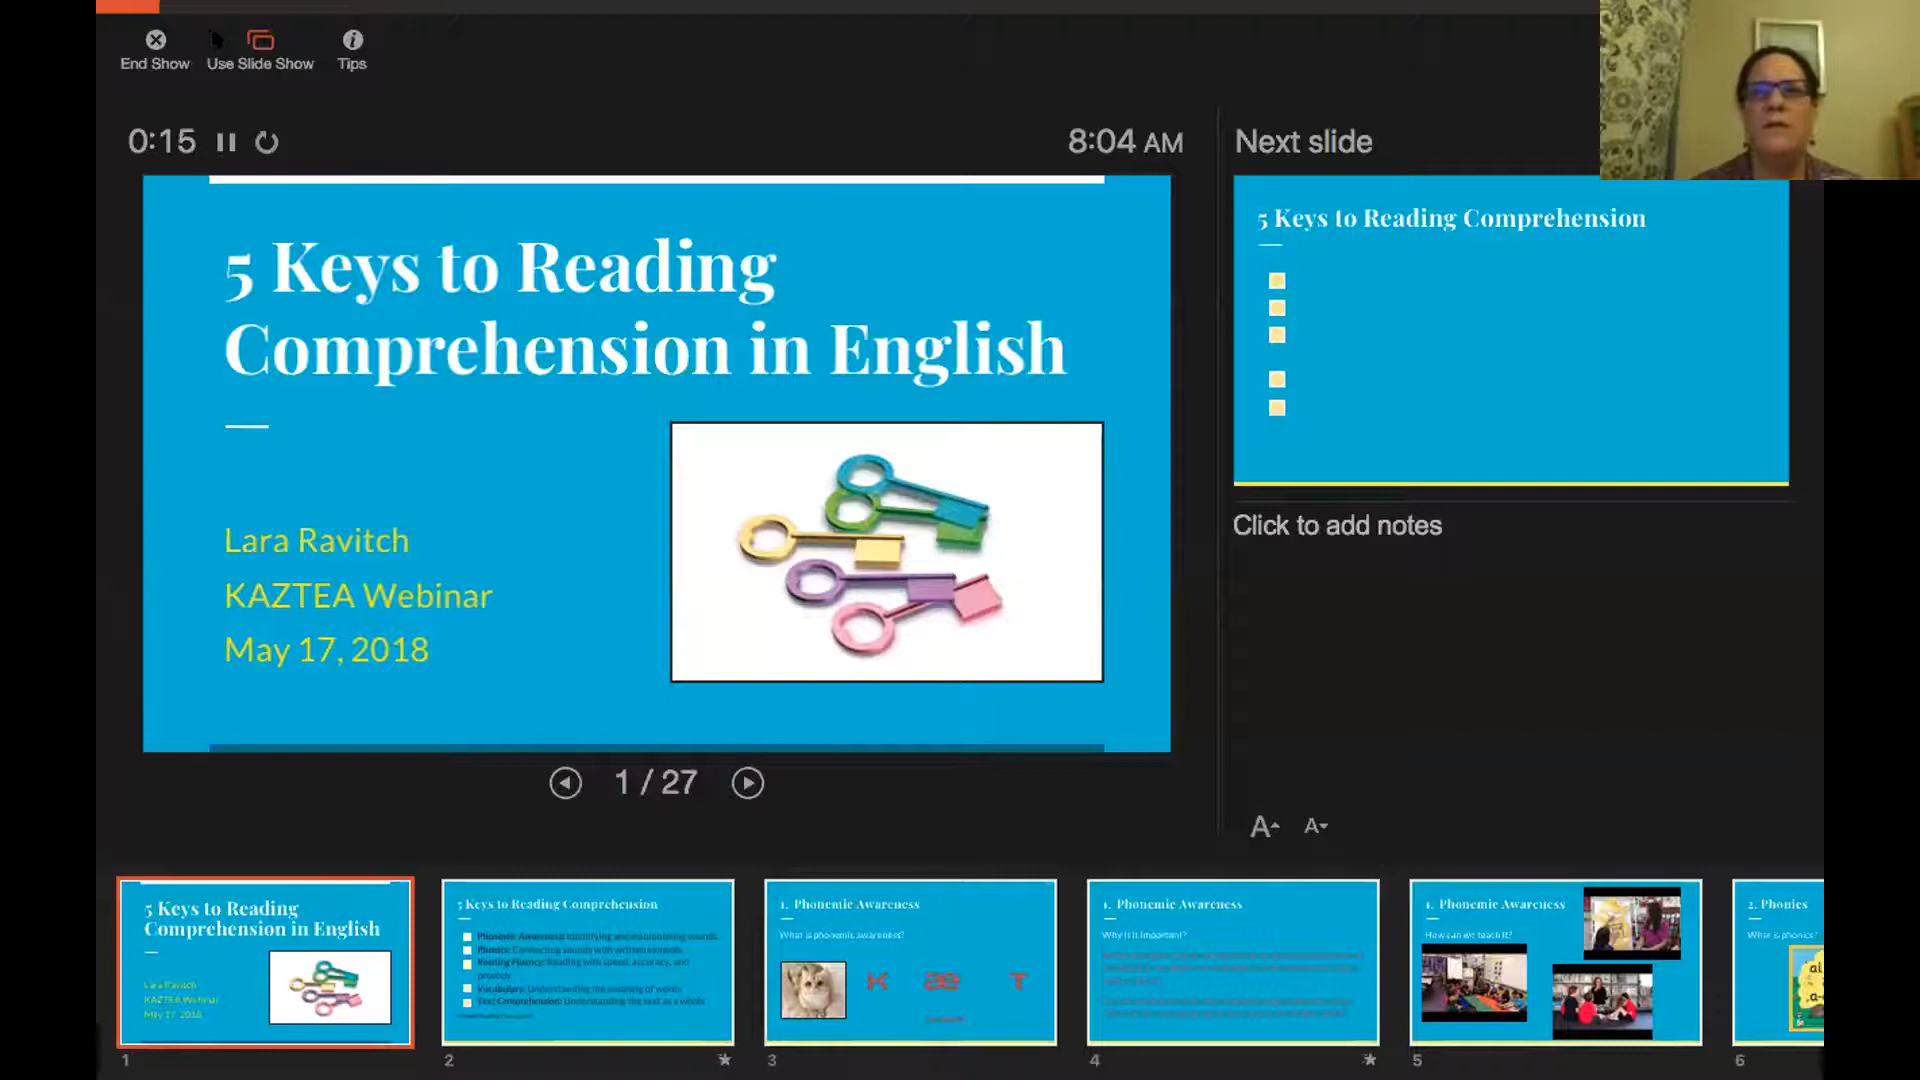 End Show
Use Slide Show
Tips
0:15
8:04 AM
Next slide
5 Keys to Reading
Comprehension in English
Lara Ravitch
KAZTEA Webinar
May 17, 2018
5 Keys to Reading Comprehension
Click to add notes
1 / 27
A
A
5 Keys to Reading
Comprehension in English
Lara Ravitch
KAZTEA Webinar
May 17, 2018
1
5 Keys to Reading Comprehension
Phonemic Awareness: Identifying and manipulating sounds
Phonics: Connecting sounds with written symbols
Reading Fluency: Reading with speed, accuracy, and
prosody
Vocabulary: Understanding the meaning of words
Text Comprehension: Understanding the text as a whole
2
1. Phonemic Awareness
What is phonemic awareness?
K æ T
3
1. Phonemic Awareness
Why is it important?
4
1. Phonemic Awareness
How can we teach it?
5
2. Phonics
What is phonics?
6